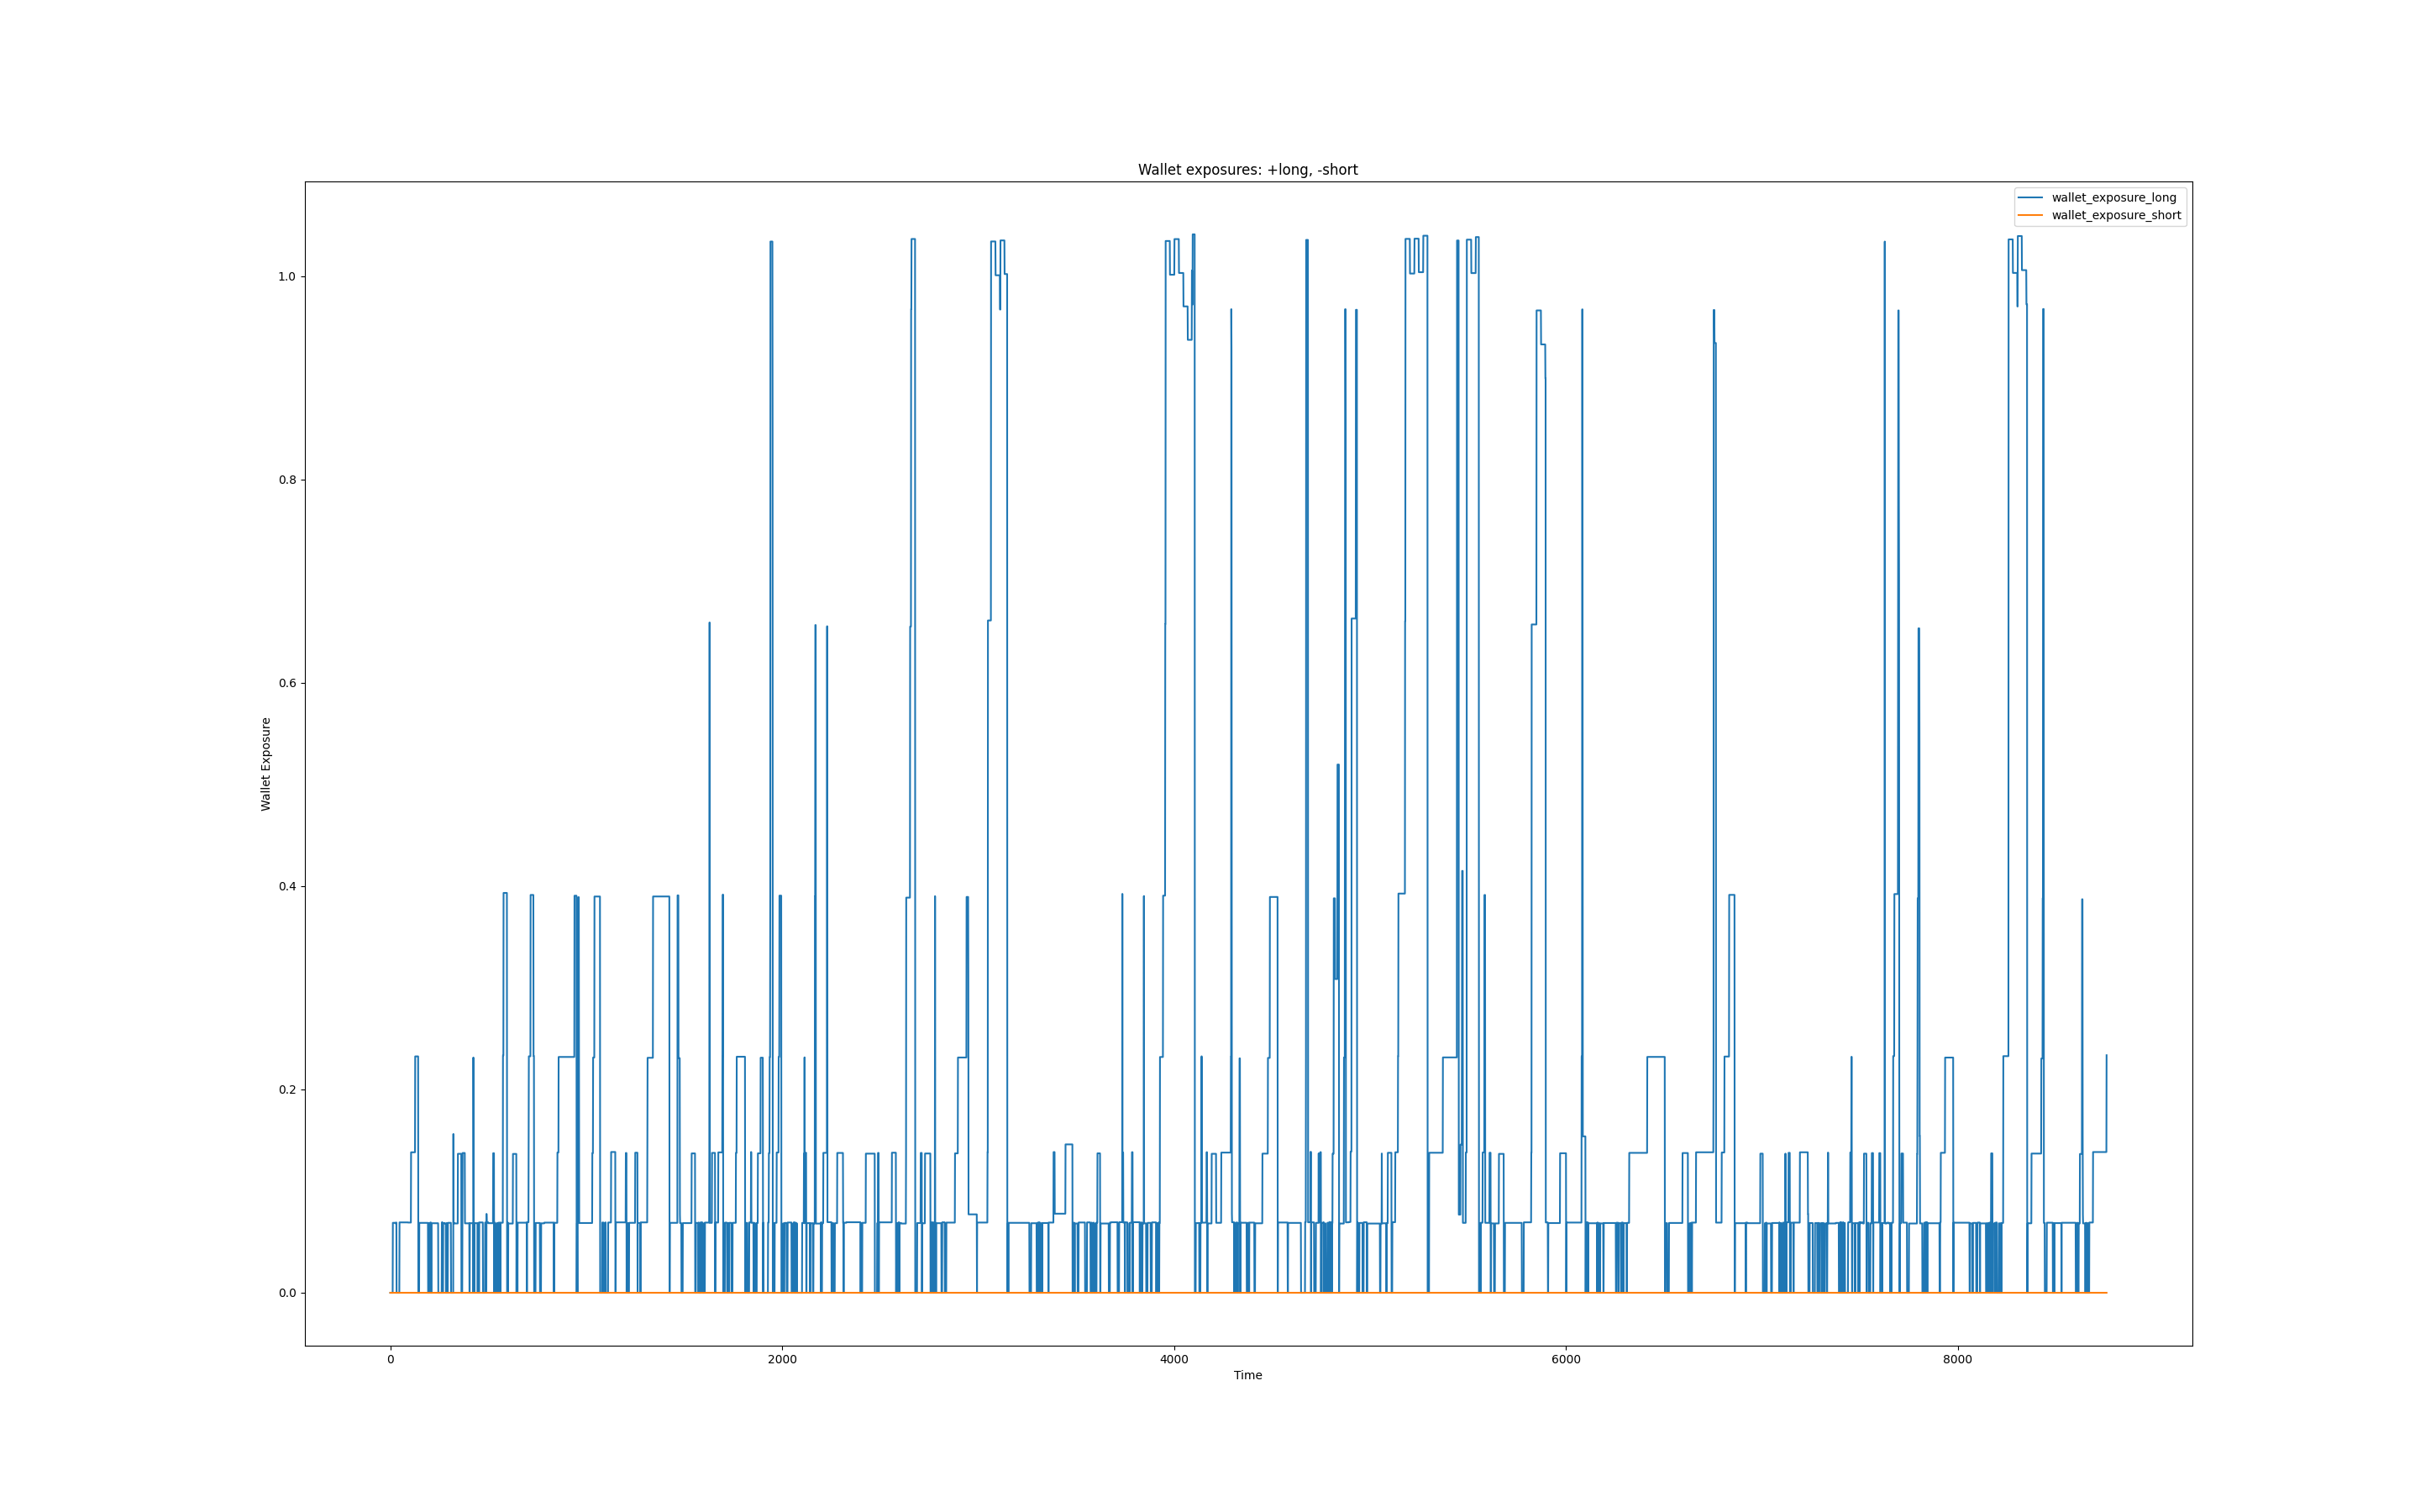 Wallet exposures: +long, -short
wallet_exposure_long
wallet_exposure_short
1.0
0.8
0.6
0.4
0.2
0.0
Wallet Exposure
0 2000 4000 6000 8000
Time